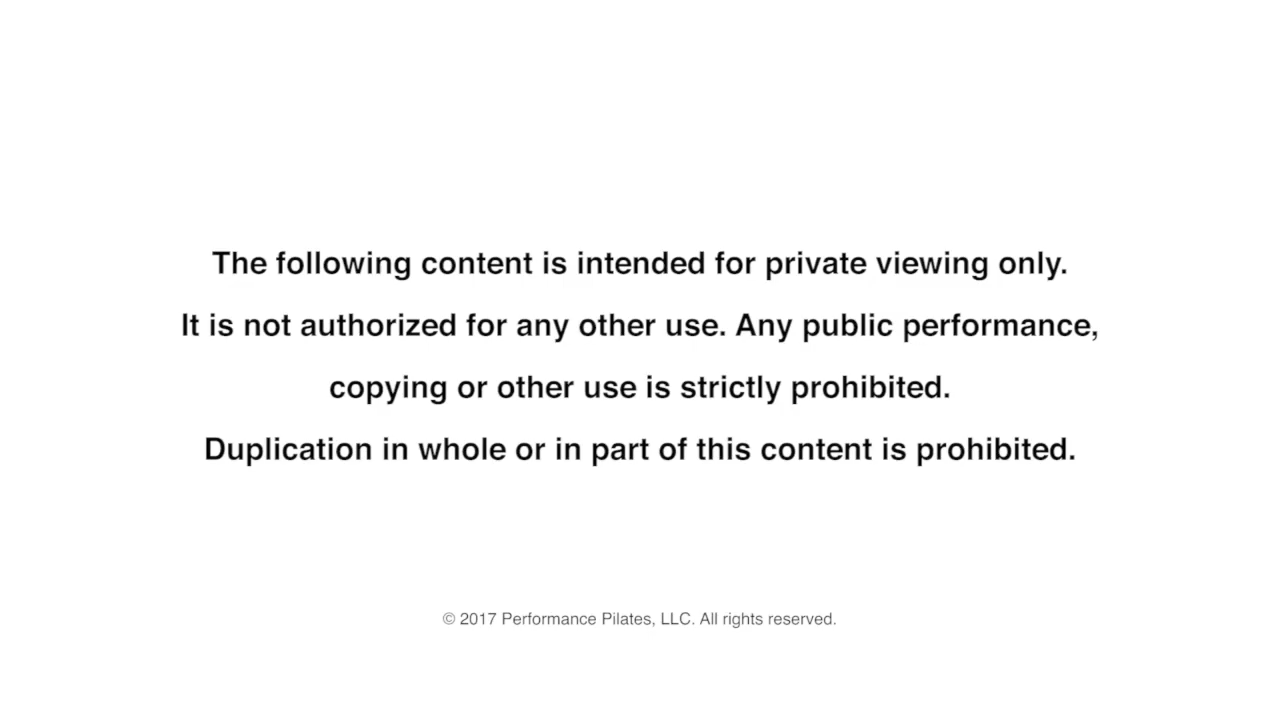 The following content is intended for private viewing only.
It is not authorized for any other use. Any public performance,
copying or other use is strictly prohibited.
Duplication in whole or in part of this content is prohibited.
© 2017 Performance Pilates, LLC. All rights reserved.